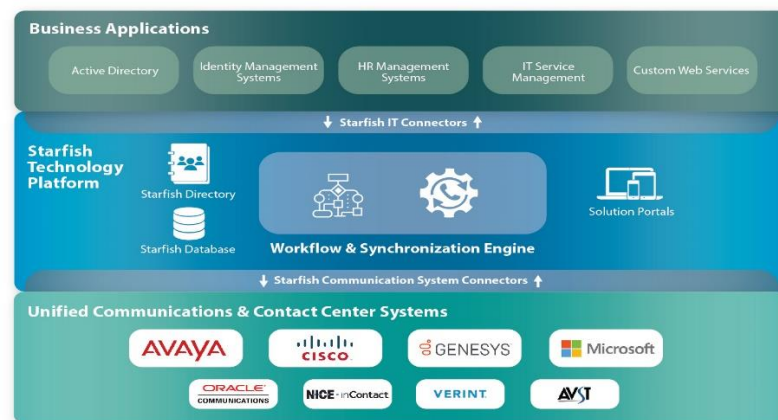 Business Applications
Active Directory
Identity Management
Systems
HR Management
Systems
IT Service
Management
Custom Web Services
↓ Starfish IT Connectors ↑
Starfish
Technology
Platform
Starfish Directory
Starfish Database
Workflow & Synchronization Engine
Solution Portals
↓ Starfish Communication System Connectors ↑
Unified Communications & Contact Center Systems
AVAYA
CISCO
GENESYS
Microsoft
ORACLE
COMMUNICATIONS
NICE inContact
VERINT
AVST